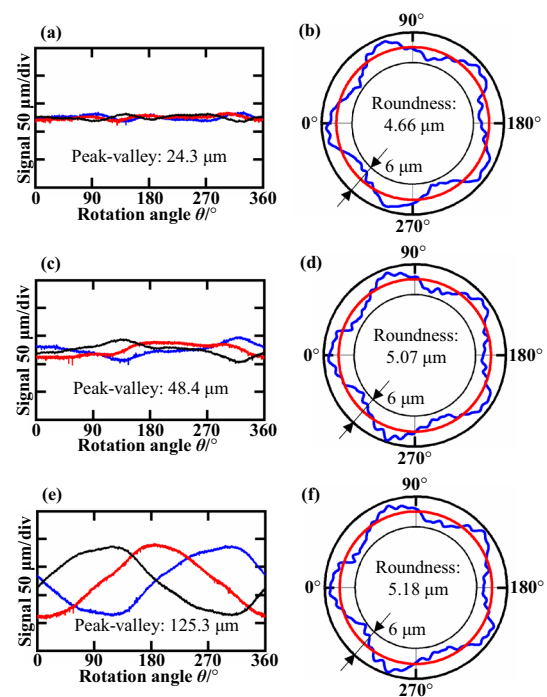 (a)
Signal 50 μm/div
Peak-valley: 24.3 μm
0 90 180 270 360
Rotation angle θ/°
(b)
90°
0°
Roundness:
4.66 μm
180°
6 μm
270°
(c)
Signal 50 μm/div
Peak-valley: 48.4 μm
0 90 180 270 360
Rotation angle θ/°
(d)
90°
0°
Roundness:
5.07 μm
180°
6 μm
270°
(e)
Signal 50 μm/div
Peak-valley: 125.3 μm
0 90 180 270 360
Rotation angle θ/°
(f)
90°
0°
Roundness:
5.18 μm
180°
6 μm
270°